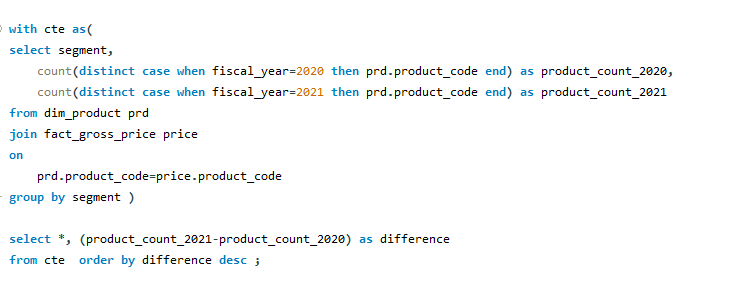 with cte as(
select segment,
count(distinct case when fiscal_year=2020 then prd.product_code end) as product_count_2020,
count(distinct case when fiscal_year=2021 then prd.product_code end) as product_count_2021
from dim_product prd
join fact_gross_price price
on
prd.product_code=price.product_code
group by segment )
select *, (product_count_2021-product_count_2020) as difference
from cte  order by difference desc ;